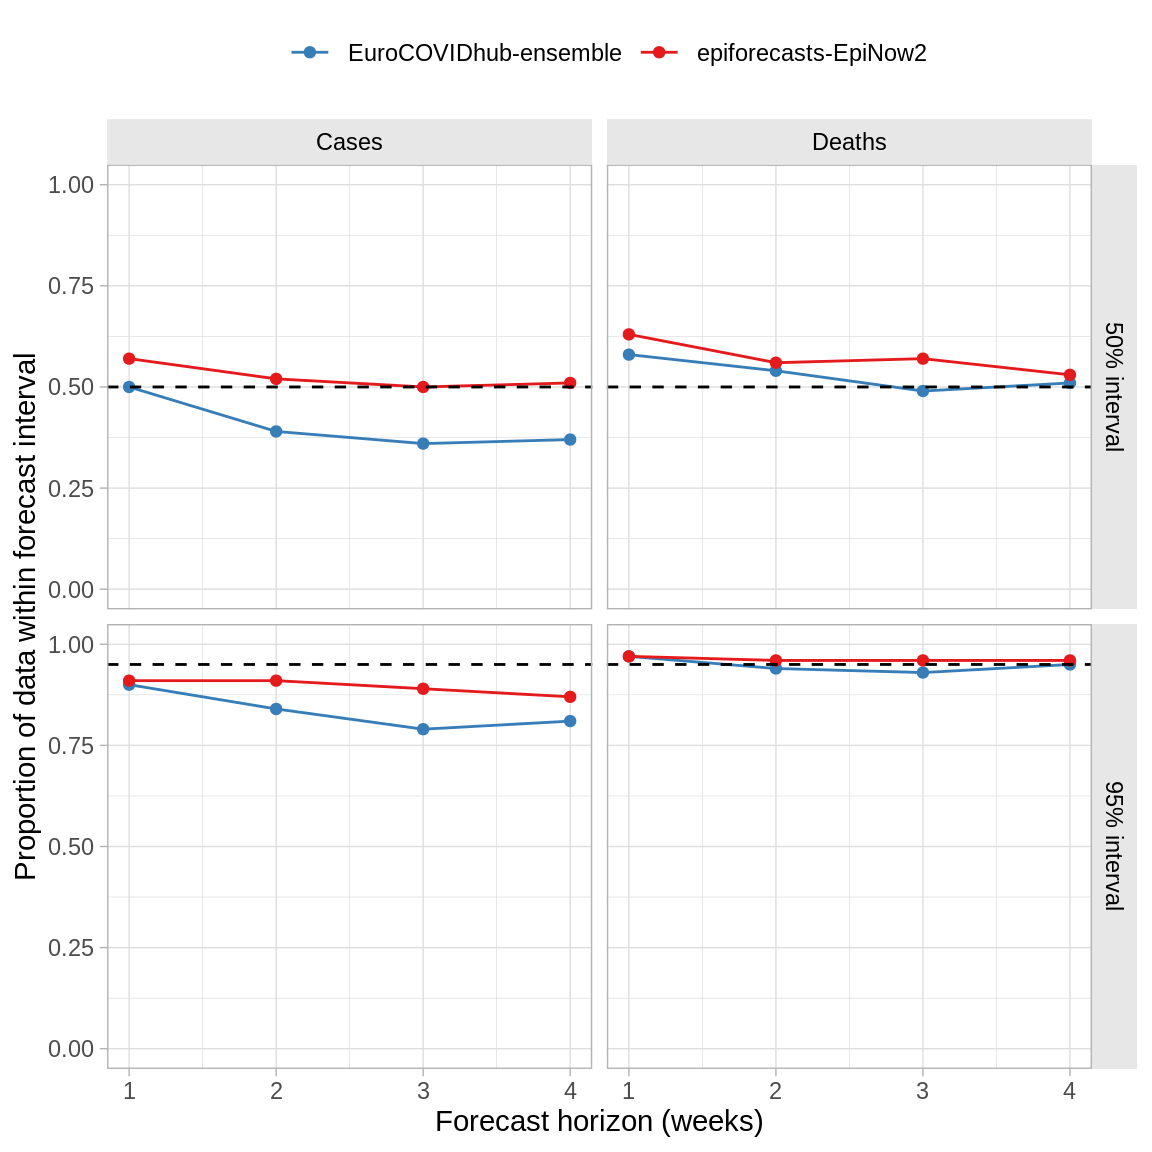 EuroCOVIDhub-ensemble epiforecasts-EpiNow2
Cases Deaths
Proportion of data within forecast interval
1.00
0.75
0.50
0.25
0.00
50% interval
1.00
0.75
0.50
0.25
0.00
95% interval
1 2 3 4 1 2 3 4
Forecast horizon (weeks)